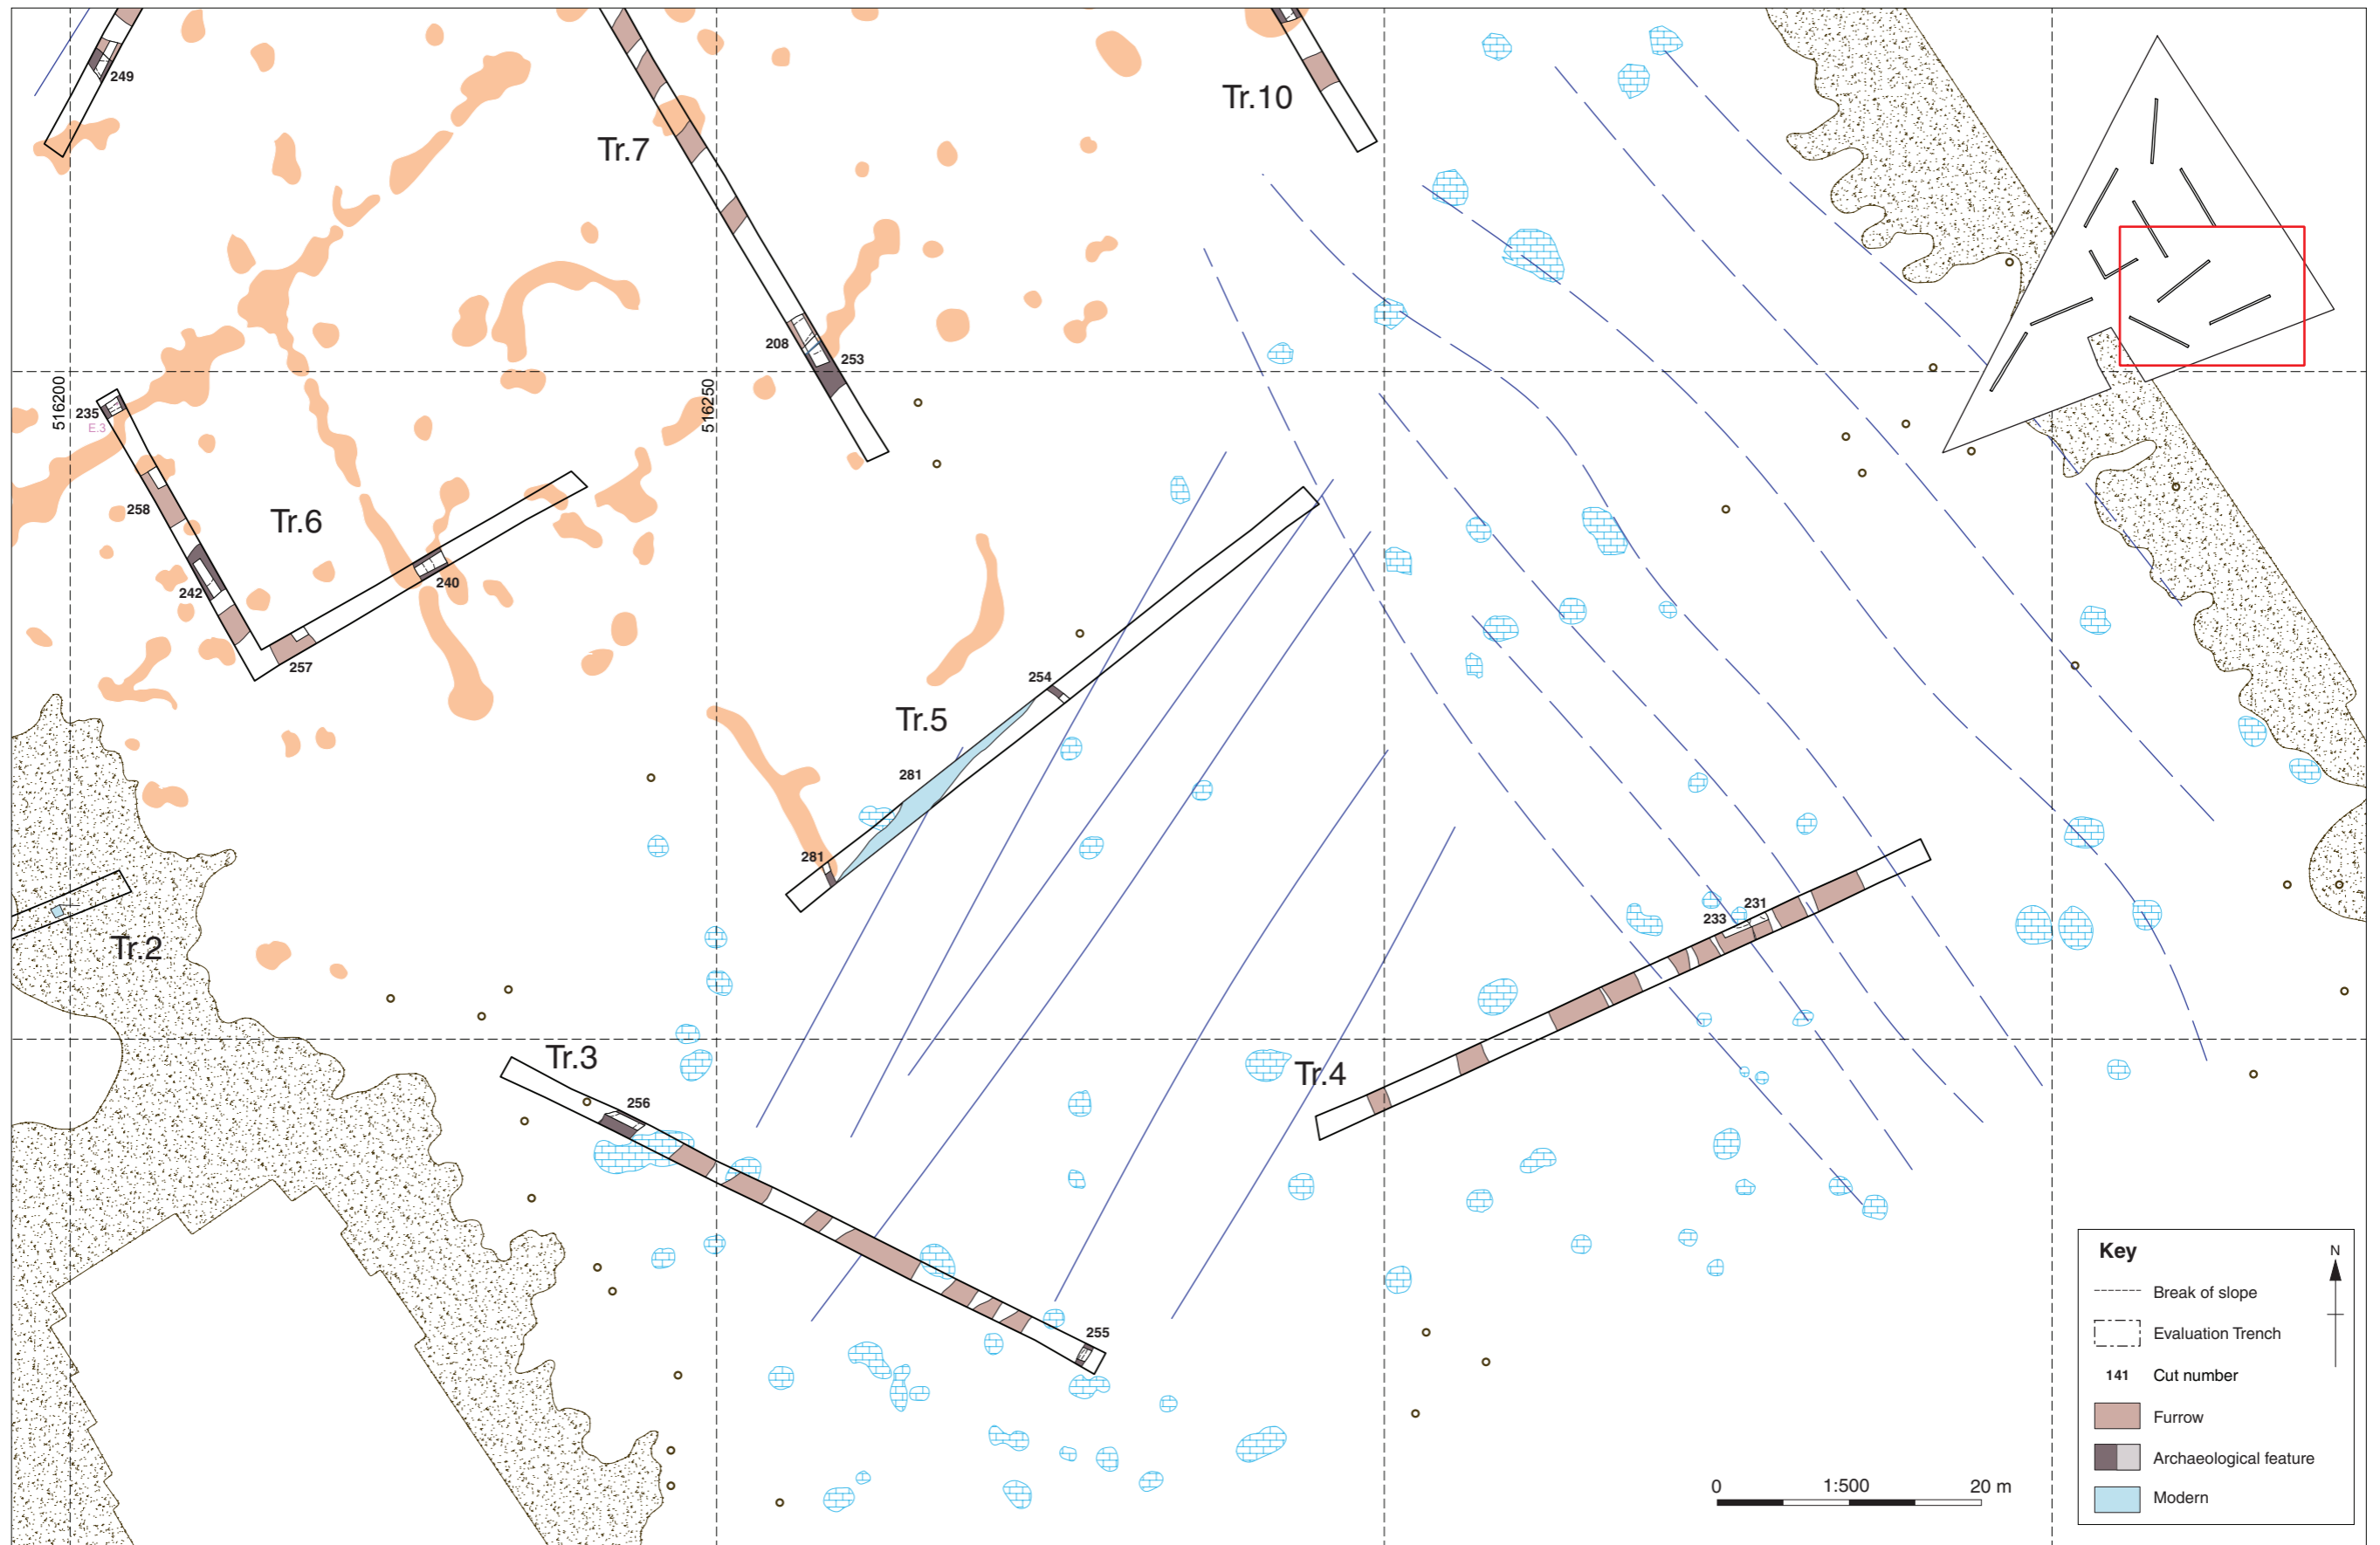 249
Tr.7
Tr.10
208
253
516200
516250
235
E.3
258
Tr.6
242
240
257
254
Tr.5
281
281
Tr.2
231
233
Tr.3
256
Tr.4
255
Key
N
Break of slope
Evaluation Trench
141 Cut number
Furrow
Archaeological feature
Modern
0 1:500 20 m